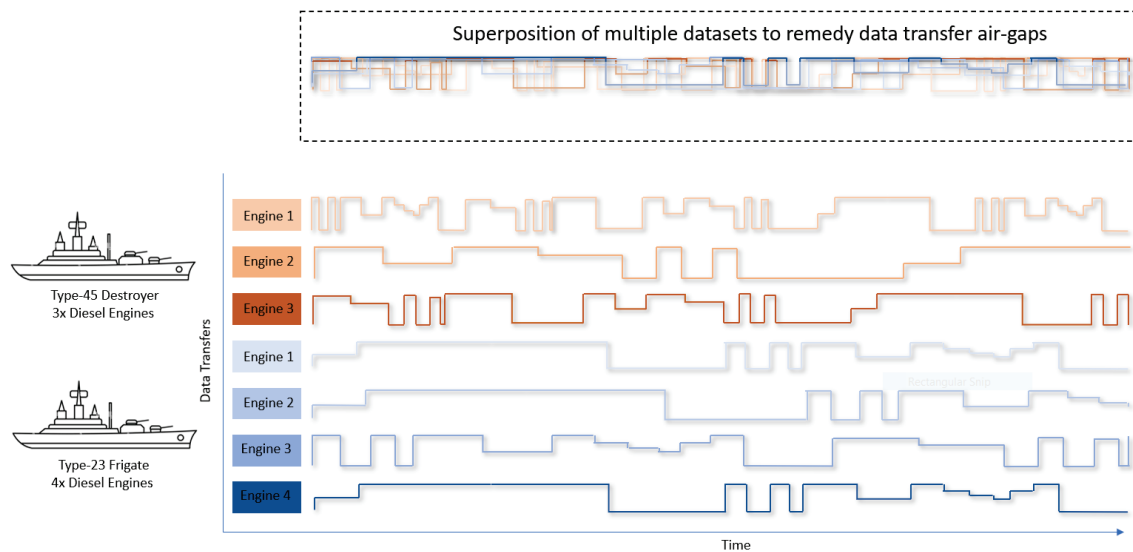 Superposition of multiple datasets to remedy data transfer air-gaps
Engine 1
Engine 2
Type-45 Destroyer
3x Diesel Engines
Engine 3
Data Transfers
Engine 1
Rectangular Snip
Engine 2
Engine 3
Type-23 Frigate
4x Diesel Engines
Engine 4
Time